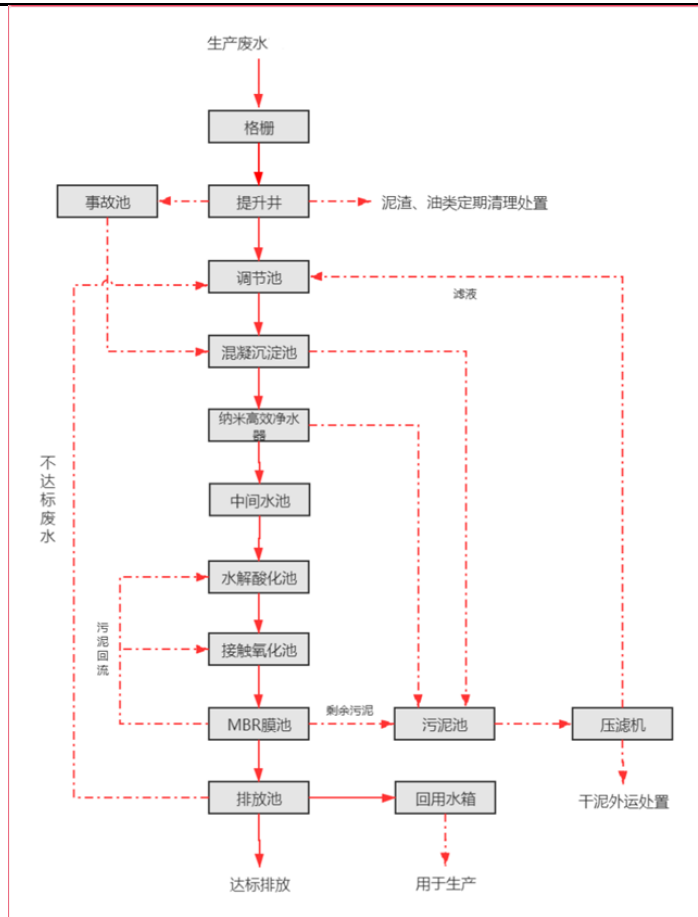 生产废水
格栅
事故池
提升井
泥渣、油类定期清理处置
调节池
滤液
混凝沉淀池
纳米高效净水
器
不达标废水
中间水池
水解酸化池
污泥回流
接触氧化池
MBR膜池
剩余污泥
污泥池
压滤机
排放池
回用水箱
干泥外运处置
达标排放
用于生产